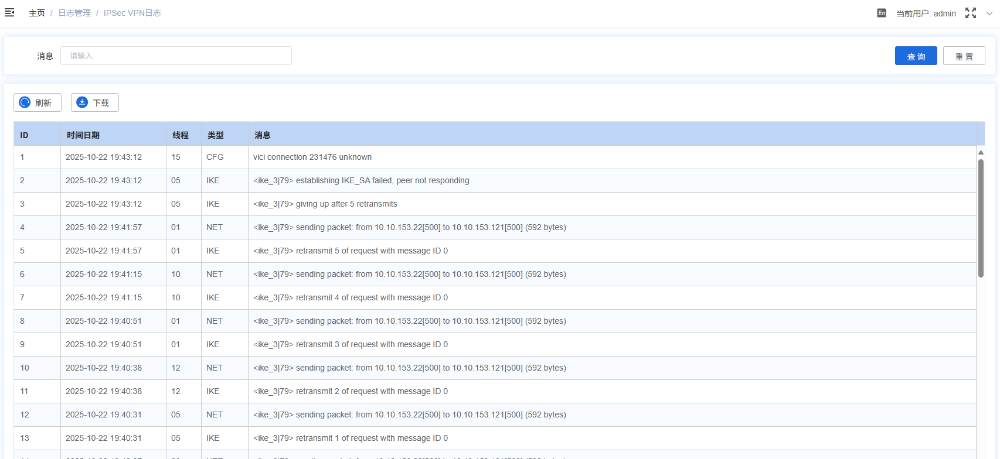 主页 / 日志管理 / IPSec VPN日志
En 当前用户: admin
消息 请输入 查 询 重 置
刷新 下载
ID 时间日期 线程 类型 消息
1 2025-10-22 19:43:12 15 CFG vici connection 231476 unknown
2 2025-10-22 19:43:12 05 IKE <ike_3|79> establishing IKE_SA failed, peer not responding
3 2025-10-22 19:43:12 05 IKE <ike_3|79> giving up after 5 retransmits
4 2025-10-22 19:41:57 01 NET <ike_3|79> sending packet: from 10.10.153.22[500] to 10.10.153.121[500] (592 bytes)
5 2025-10-22 19:41:57 01 IKE <ike_3|79> retransmit 5 of request with message ID 0
6 2025-10-22 19:41:15 10 NET <ike_3|79> sending packet: from 10.10.153.22[500] to 10.10.153.121[500] (592 bytes)
7 2025-10-22 19:41:15 10 IKE <ike_3|79> retransmit 4 of request with message ID 0
8 2025-10-22 19:40:51 01 NET <ike_3|79> sending packet: from 10.10.153.22[500] to 10.10.153.121[500] (592 bytes)
9 2025-10-22 19:40:51 01 IKE <ike_3|79> retransmit 3 of request with message ID 0
10 2025-10-22 19:40:38 12 NET <ike_3|79> sending packet: from 10.10.153.22[500] to 10.10.153.121[500] (592 bytes)
11 2025-10-22 19:40:38 12 IKE <ike_3|79> retransmit 2 of request with message ID 0
12 2025-10-22 19:40:31 05 NET <ike_3|79> sending packet: from 10.10.153.22[500] to 10.10.153.121[500] (592 bytes)
13 2025-10-22 19:40:31 05 IKE <ike_3|79> retransmit 1 of request with message ID 0